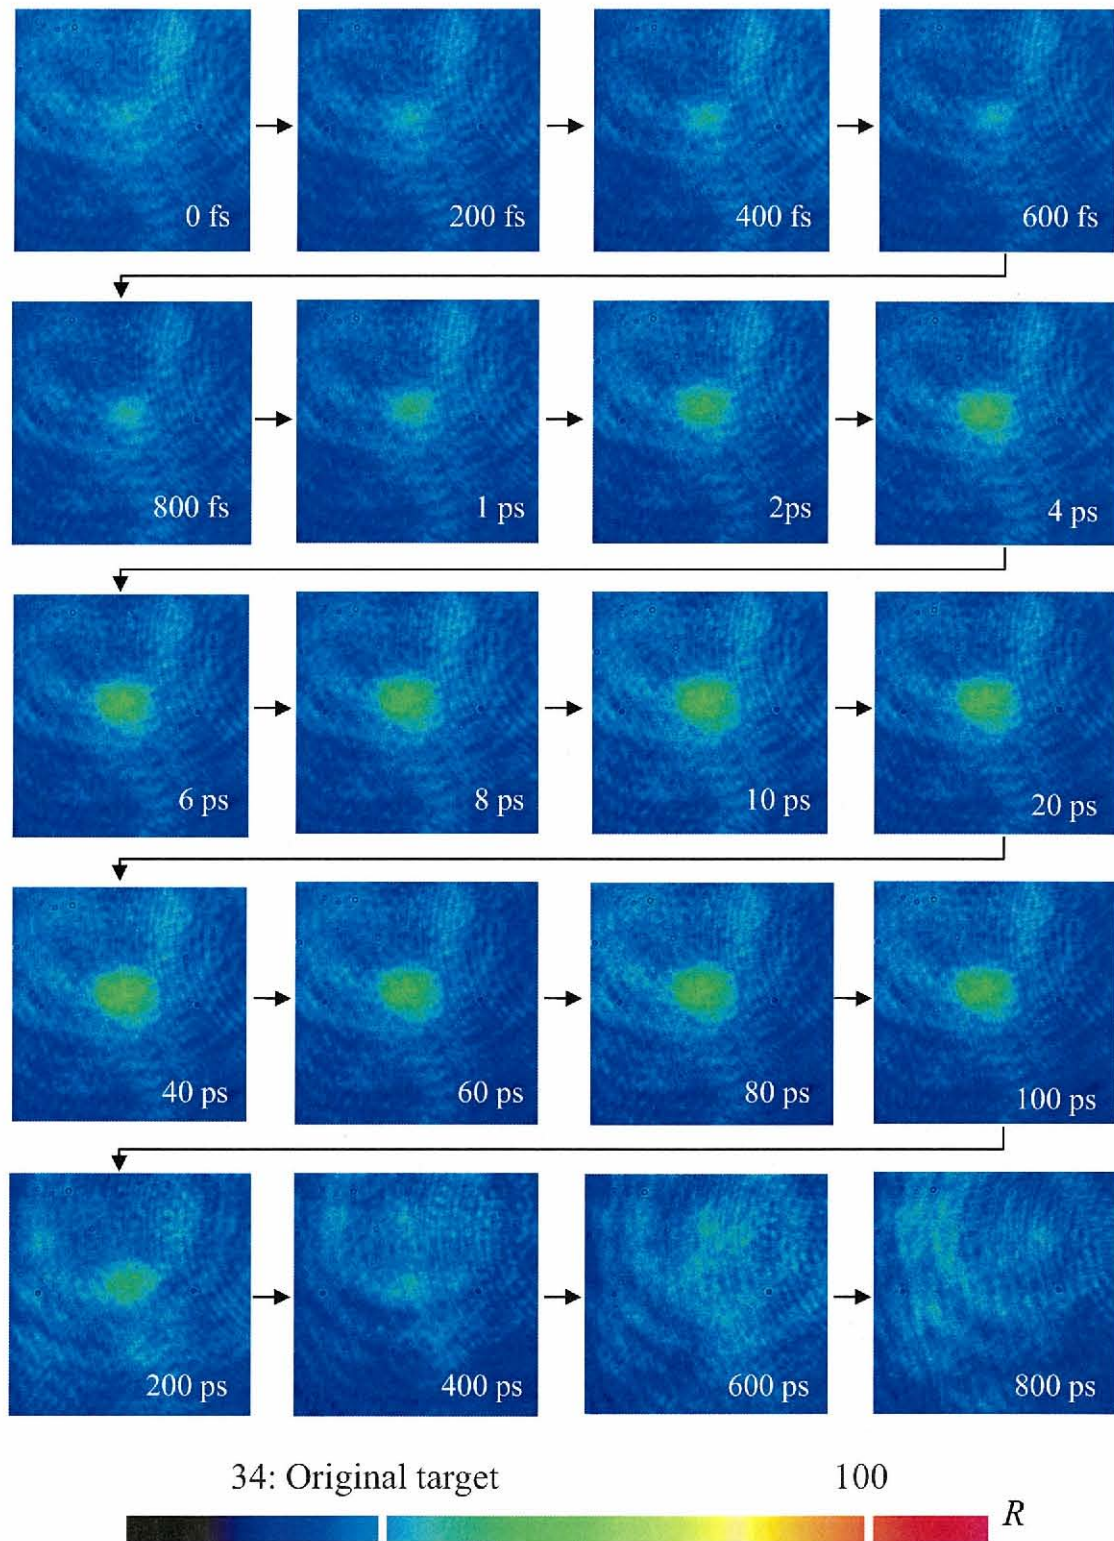 0 fs
200 fs
400 fs
600 fs
800 fs
1 ps
2ps
4 ps
6 ps
8 ps
10 ps
20 ps
40 ps
60 ps
80 ps
100 ps
200 ps
400 ps
600 ps
800 ps
34: Original target
100
R